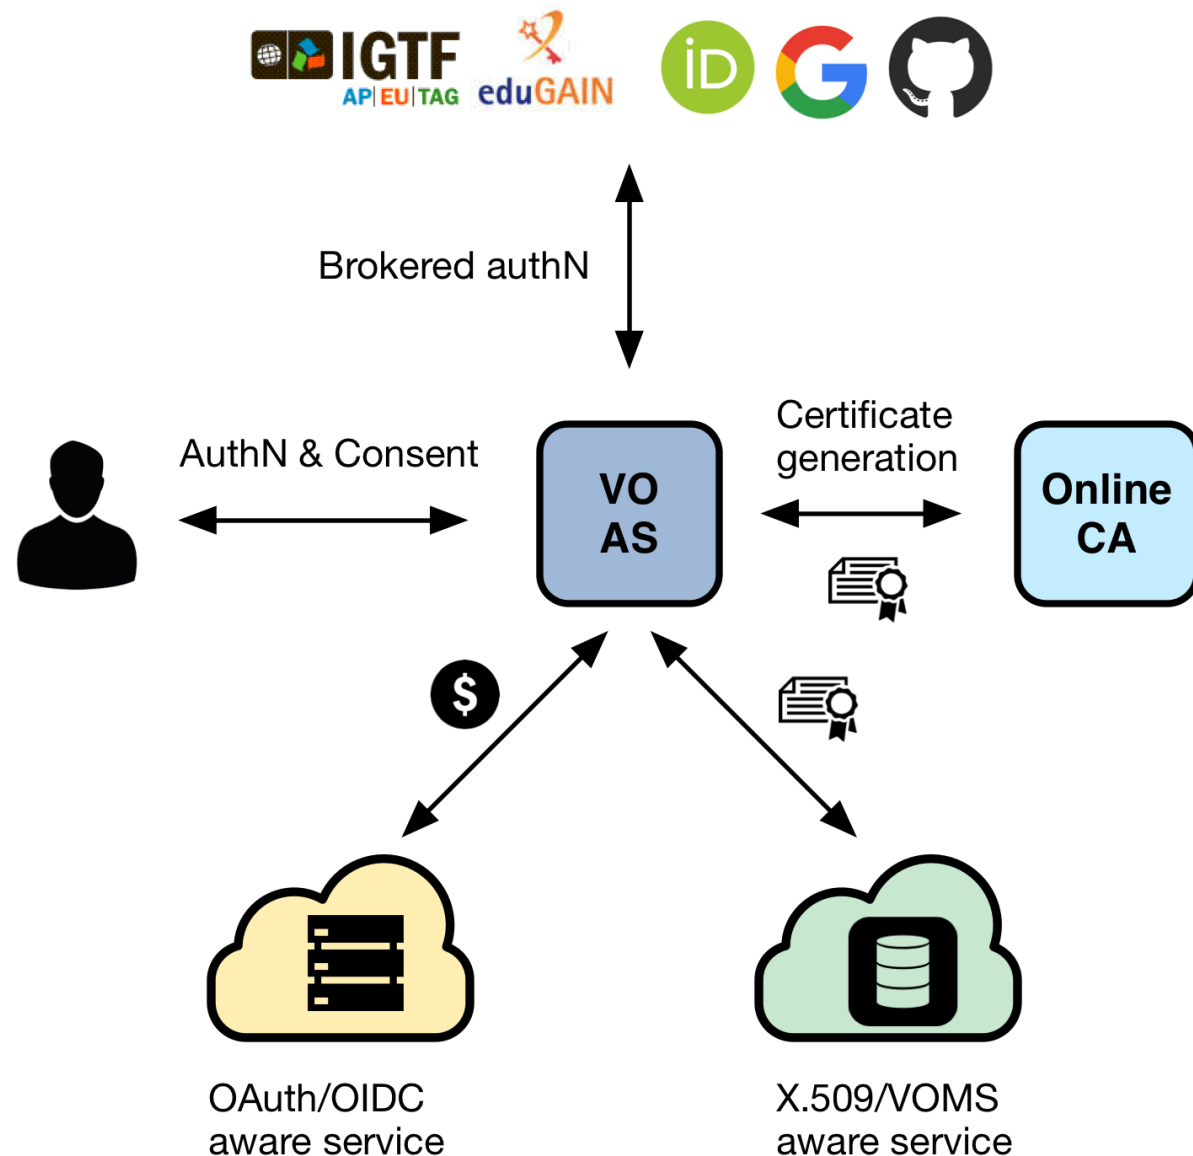 IGTF
AP|EU|TAG
eduGAIN
iD
G
Brokered authN
AuthN & Consent
VO
AS
Certificate
generation
Online
CA
$
OAuth/OIDC
aware service
X.509/VOMS
aware service